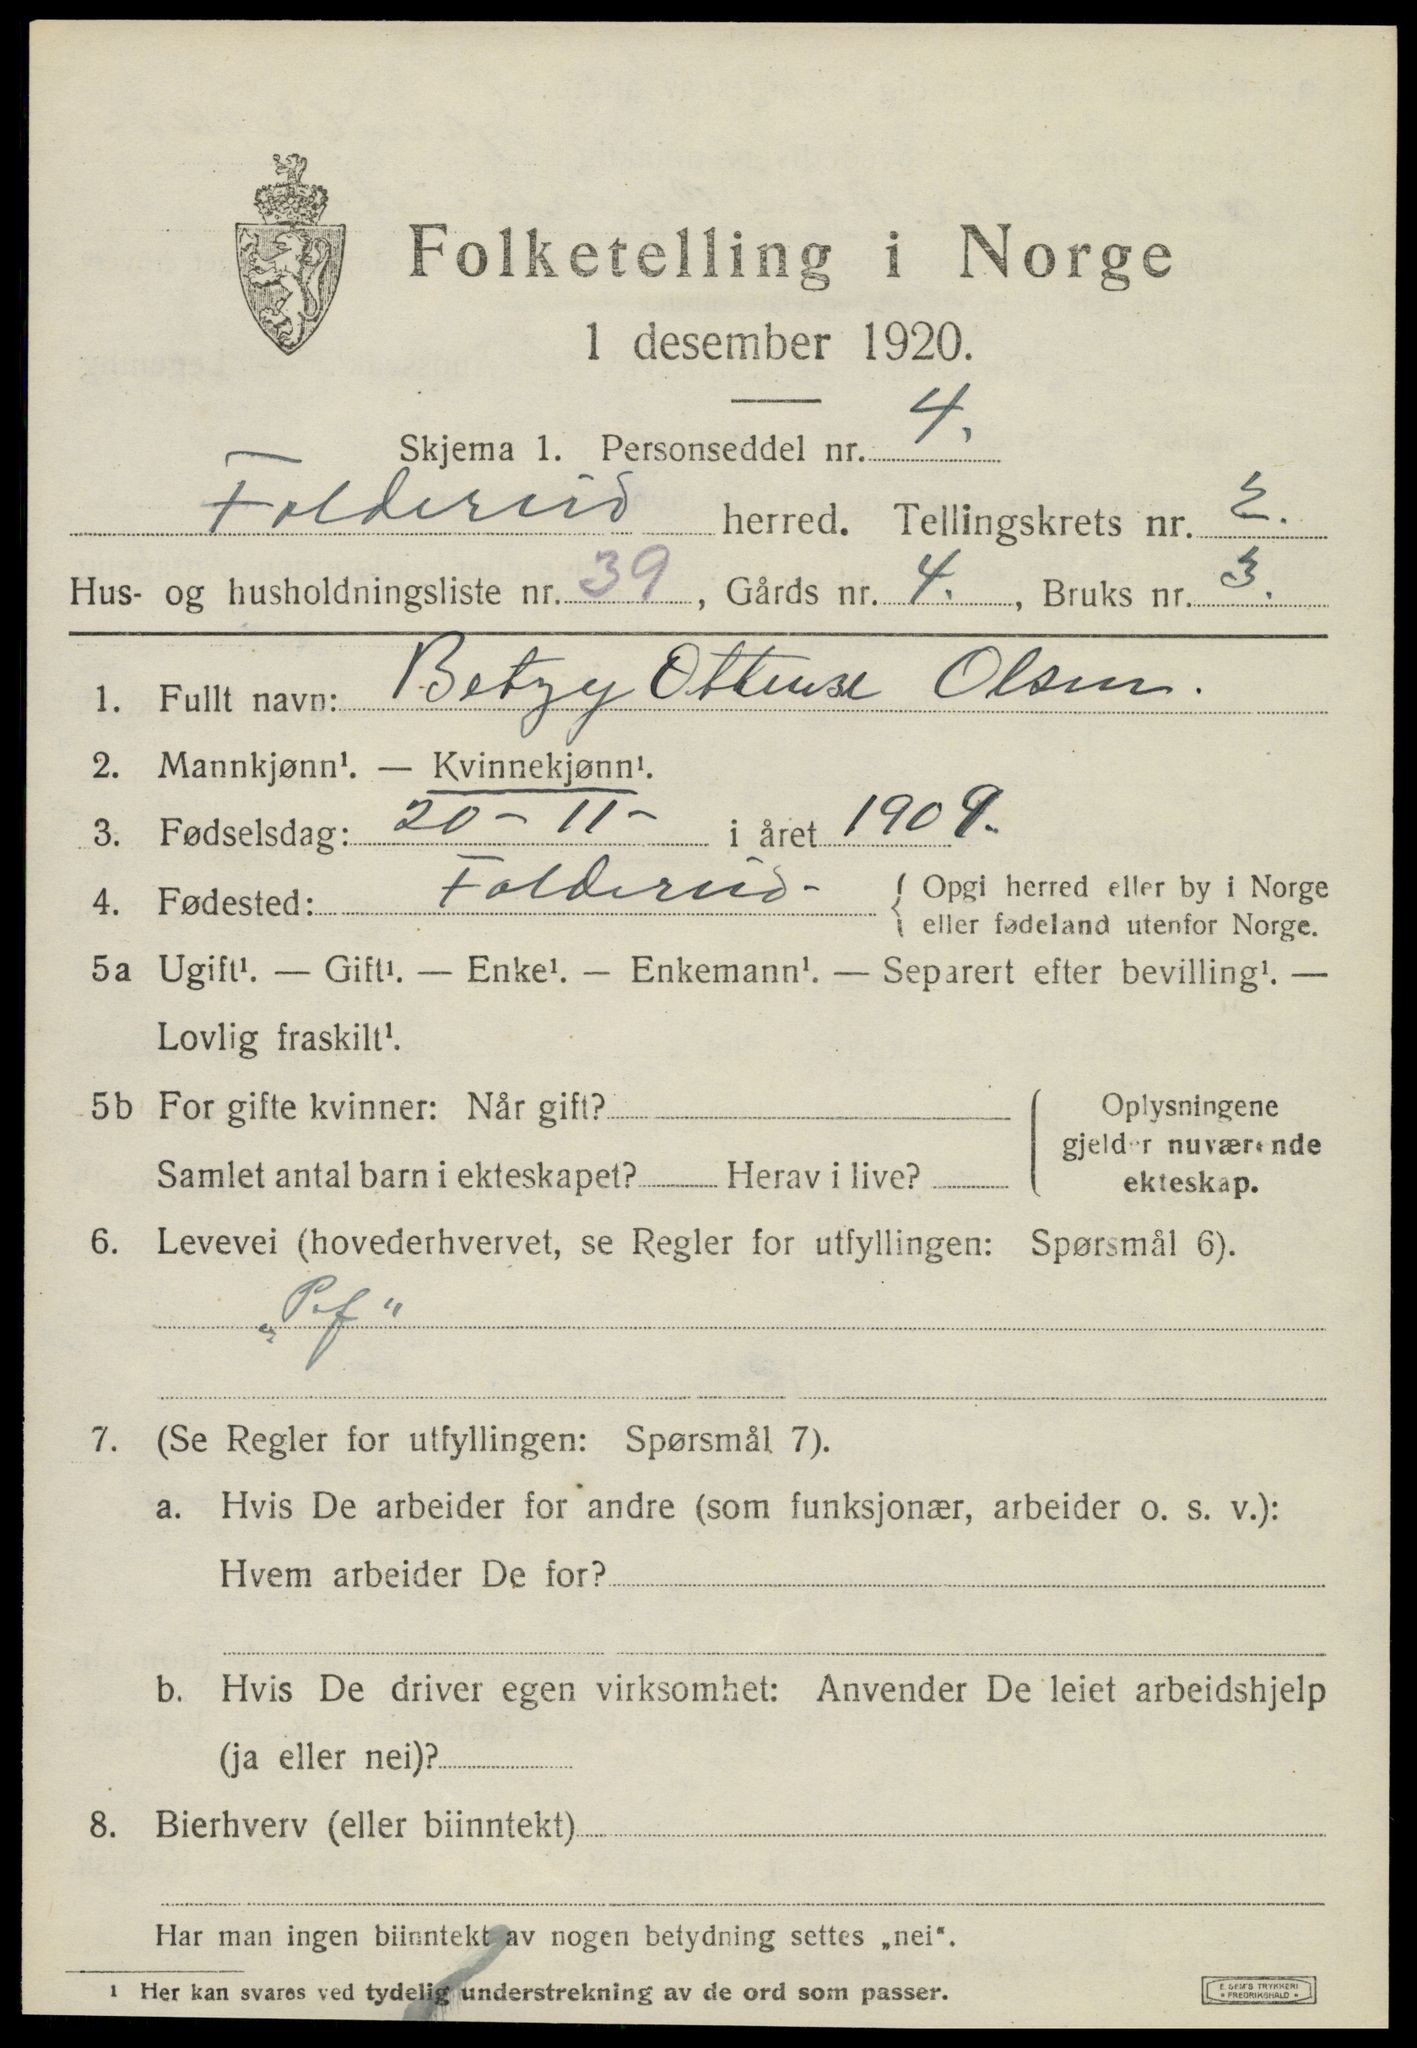 Folketelling i Norge
1 desember 1920.
Skjema 1. Personseddel nr. 4.
Foldereid herred. Tellingskrets nr. 2.
Hus- og husholdningsliste nr. 39, Gårds nr. 4., Bruks nr. 3.
1. Fullt navn: Betzy Ottense Olsen.
2. Mannkjønn¹. — Kvinnekjønn¹.
3. Fødselsdag: 20 - 11 - i året 1909.
4. Fødested: Foldereid - { Opgi herred eller by i Norge
eller fødeland utenfor Norge.
5a Ugift¹. — Gift¹. — Enke¹. — Enkemann¹. — Separert efter bevilling¹. —
Lovlig fraskilt¹.
5b For gifte kvinner: Når gift?
Samlet antal barn i ekteskapet? Herav i live?
Oplysningene
gjelder nuværende
ekteskap.
6. Levevei (hovederhvervet, se Regler for utfyllingen: Spørsmål 6).
„P.f“
7. (Se Regler for utfyllingen: Spørsmål 7).
a. Hvis De arbeider for andre (som funksjonær, arbeider o. s. v.):
Hvem arbeider De for?
b. Hvis De driver egen virksomhet: Anvender De leiet arbeidshjelp
(ja eller nei)?
8. Bierhverv (eller biinntekt)
Har man ingen biinntekt av nogen betydning settes „nei“.
¹ Her kan svares ved tydelig understrekning av de ord som passer.
E. SEM'S TRYKKERI
FREDRIKSHALD